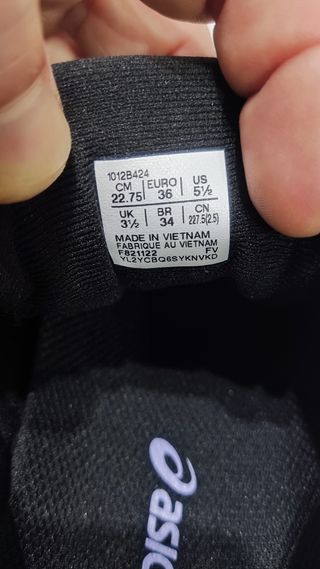 1012B424
CM EURO US
22.75 36 5½
UK BR CN
3½ 34 227.5(2.5)
MADE IN VIETNAM
FABRIQUE AU VIETNAM
F821122 FV
YL2YCBQ6SYKNVKD
asic